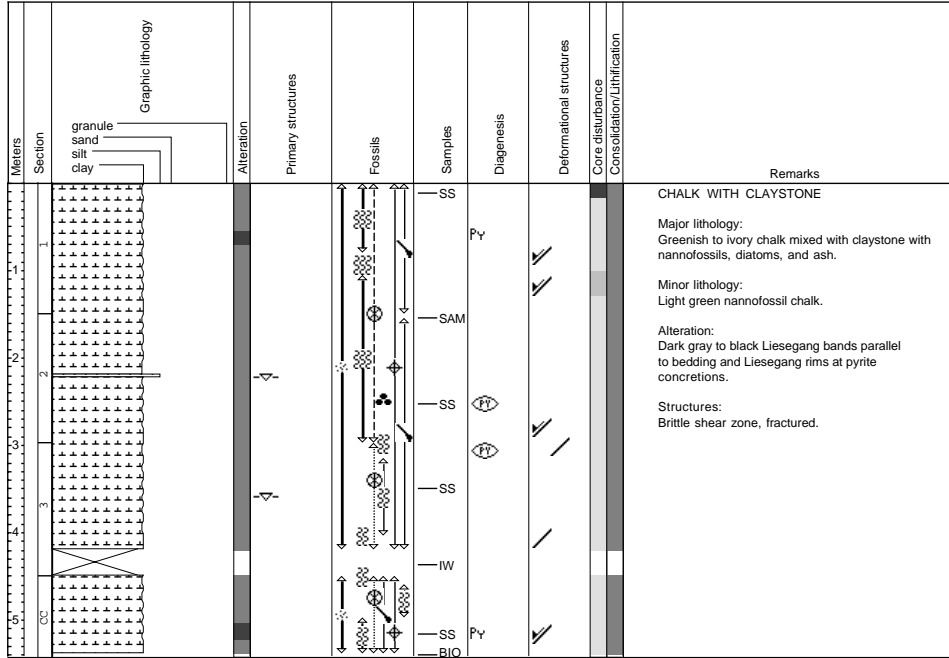 Meters
Section
Graphic lithology
granule
sand
silt
clay
Alteration
Primary structures
Fossils
Samples
Diagenesis
Deformational structures
Core disturbance
Consolidation/Lithification
Remarks
CHALK WITH CLAYSTONE
Major lithology:
Greenish to ivory chalk mixed with claystone with
nannofossils, diatoms, and ash.
Minor lithology:
Light green nannofossil chalk.
Alteration:
Dark gray to black Liesegang bands parallel
to bedding and Liesegang rims at pyrite
concretions.
Structures:
Brittle shear zone, fractured.
1
2
3
4
5
1
2
3
CC
SS
SAM
SS
SS
IW
SS
BIO
PY
PY
PY
PY